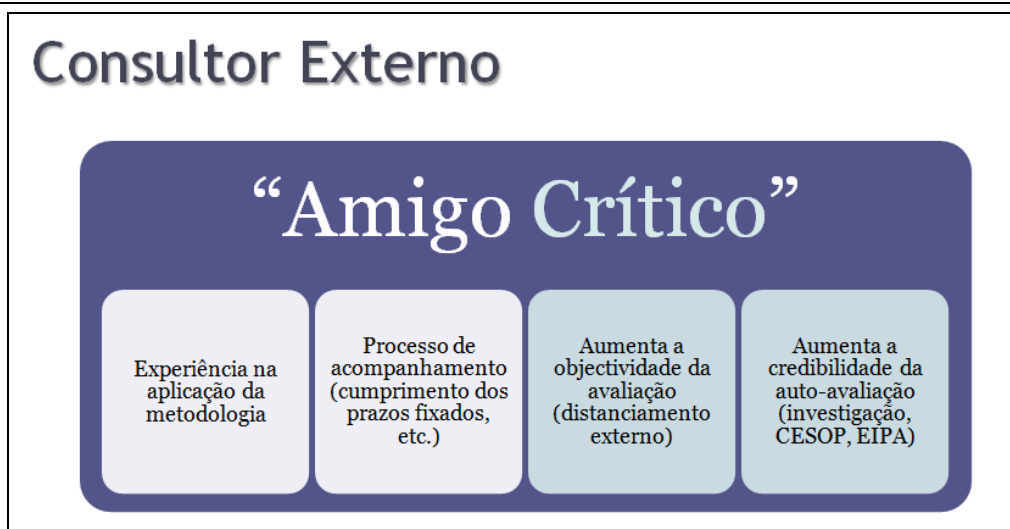 Consultor Externo
“Amigo Crítico”
Experiência na
aplicação da
metodologia
Processo de
acompanhamento
(cumprimento dos
prazos fixados,
etc.)
Aumenta a
objectividade da
avaliação
(distanciamento
externo)
Aumenta a
credibilidade da
auto-avaliação
(investigação,
CESOP, EIPA)